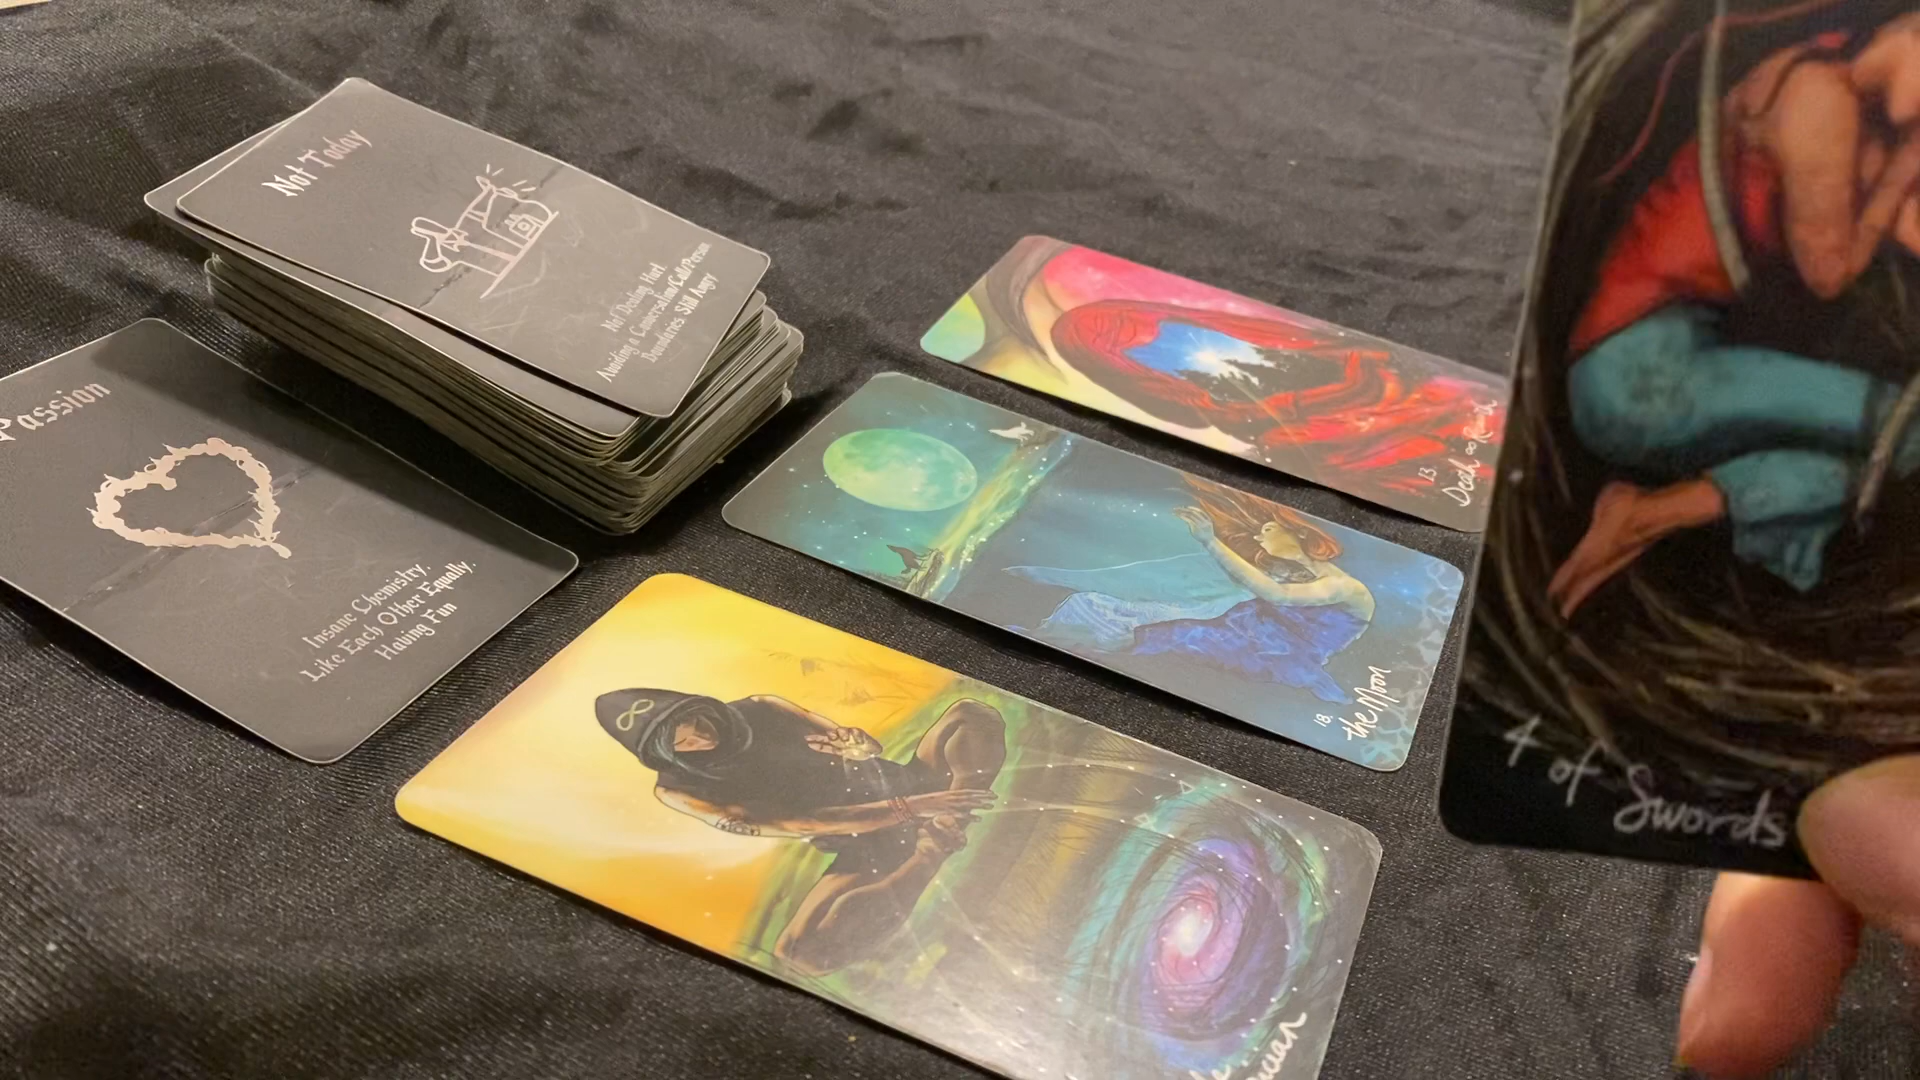 Not Today
Not Dealing Hurt.
Avoiding a Conversation/Call/Person
Boundaries Still Angry
Passion
Insane Chemistry.
Like Each Other Equally.
Having Fun
13.
Death
18.
the Moon
4 of Swords